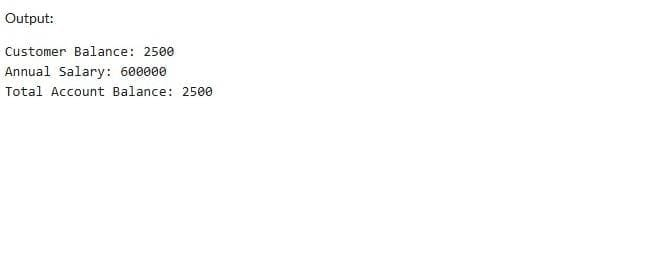 Output:
Customer Balance: 2500
Annual Salary: 600000
Total Account Balance: 2500